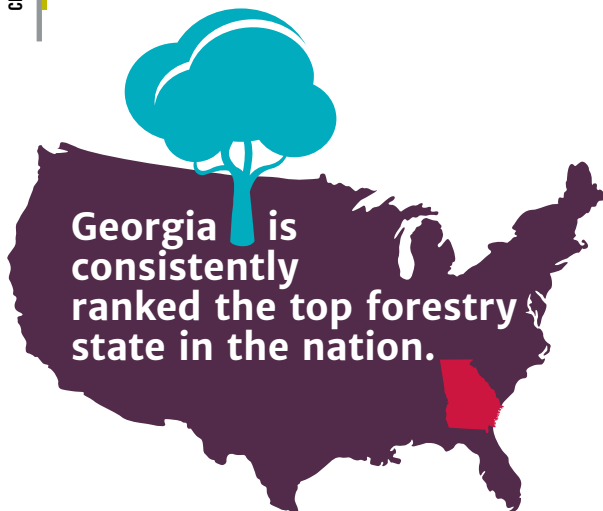 Georgia is
consistently
ranked the top forestry
state in the nation.